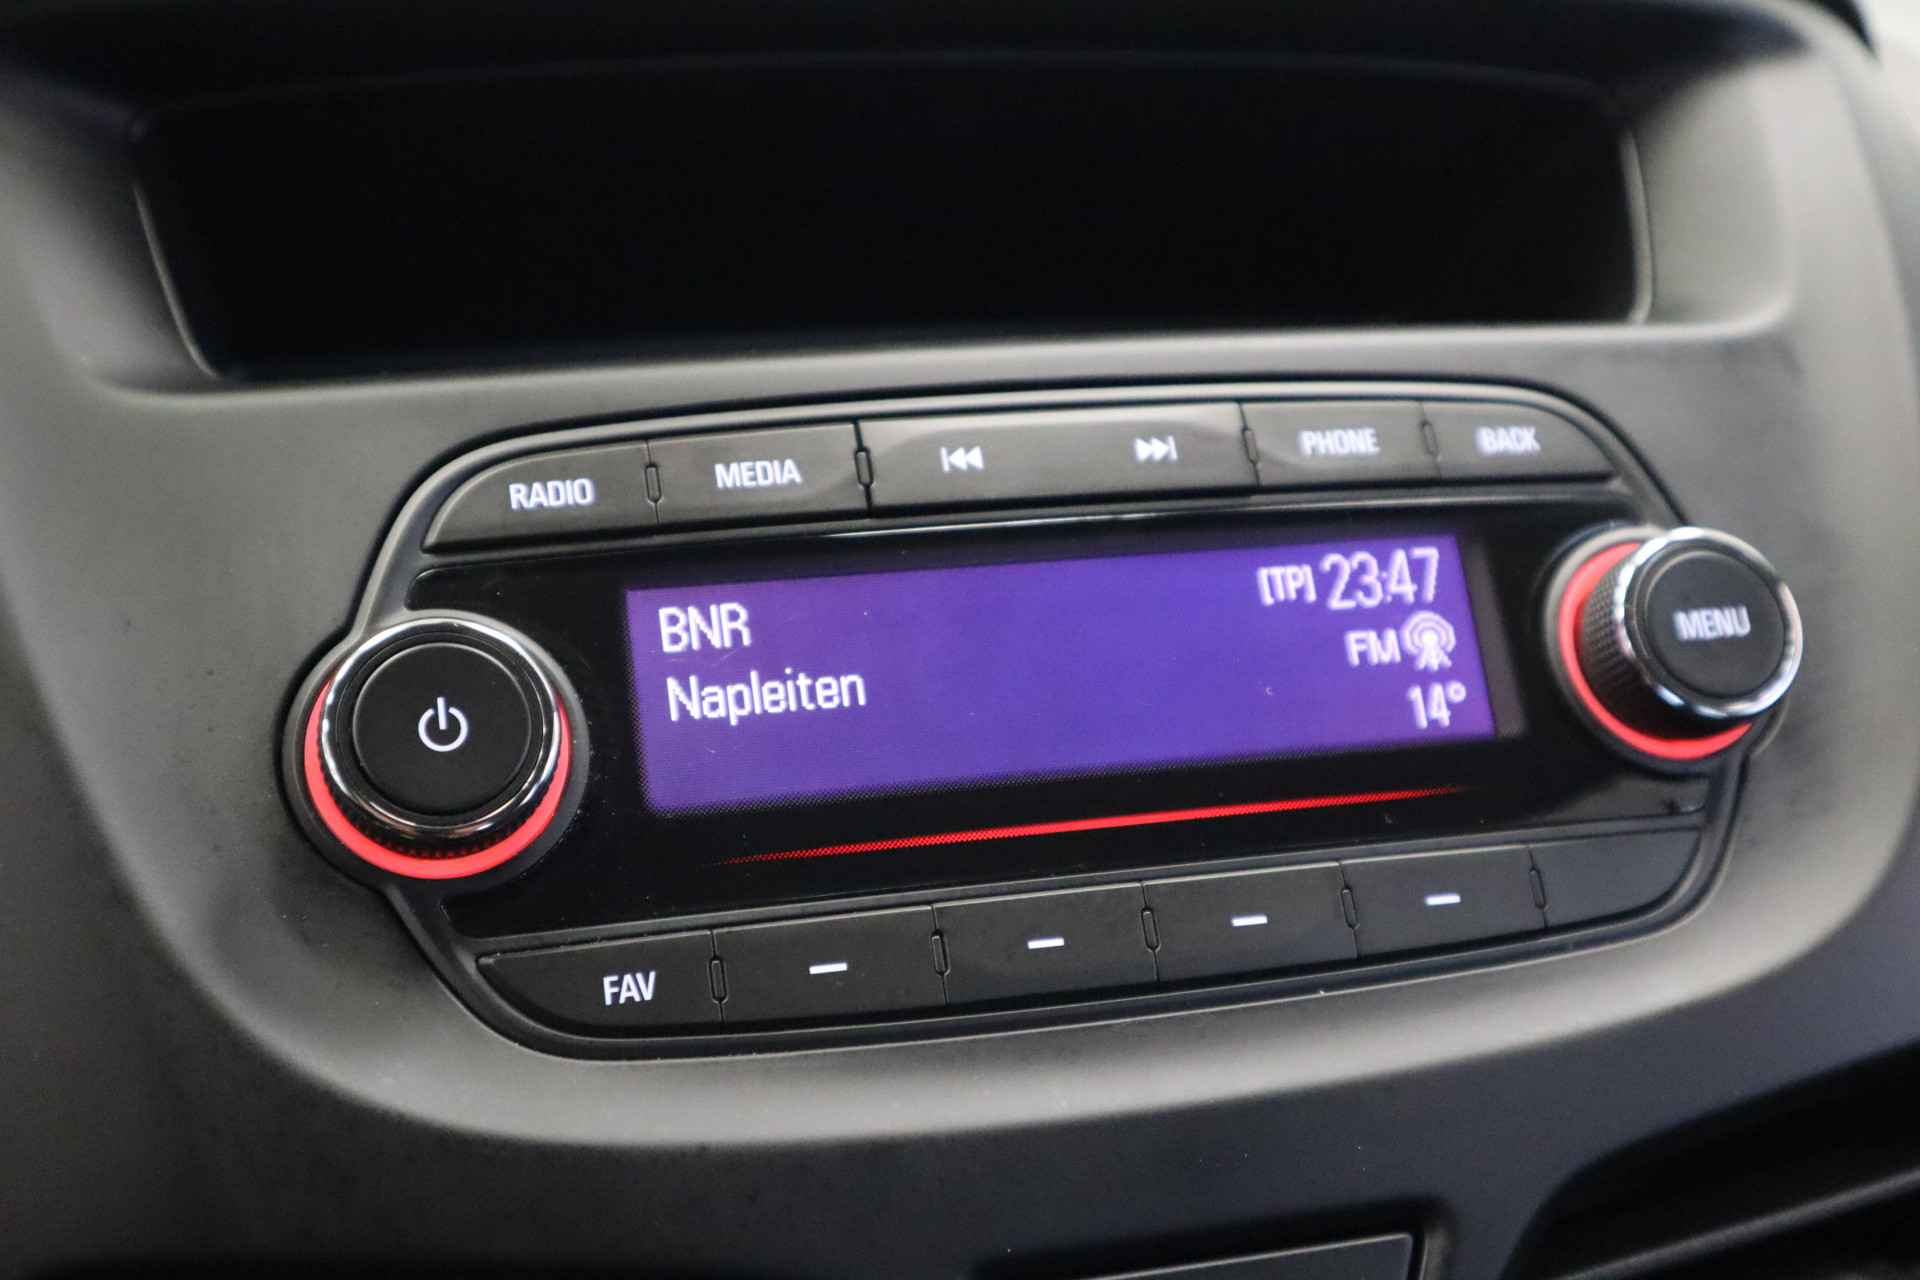 RADIO MEDIA PHONE BACK
BNR [TP] 23:47
FM
Napleiten 14°
MENU
FAV